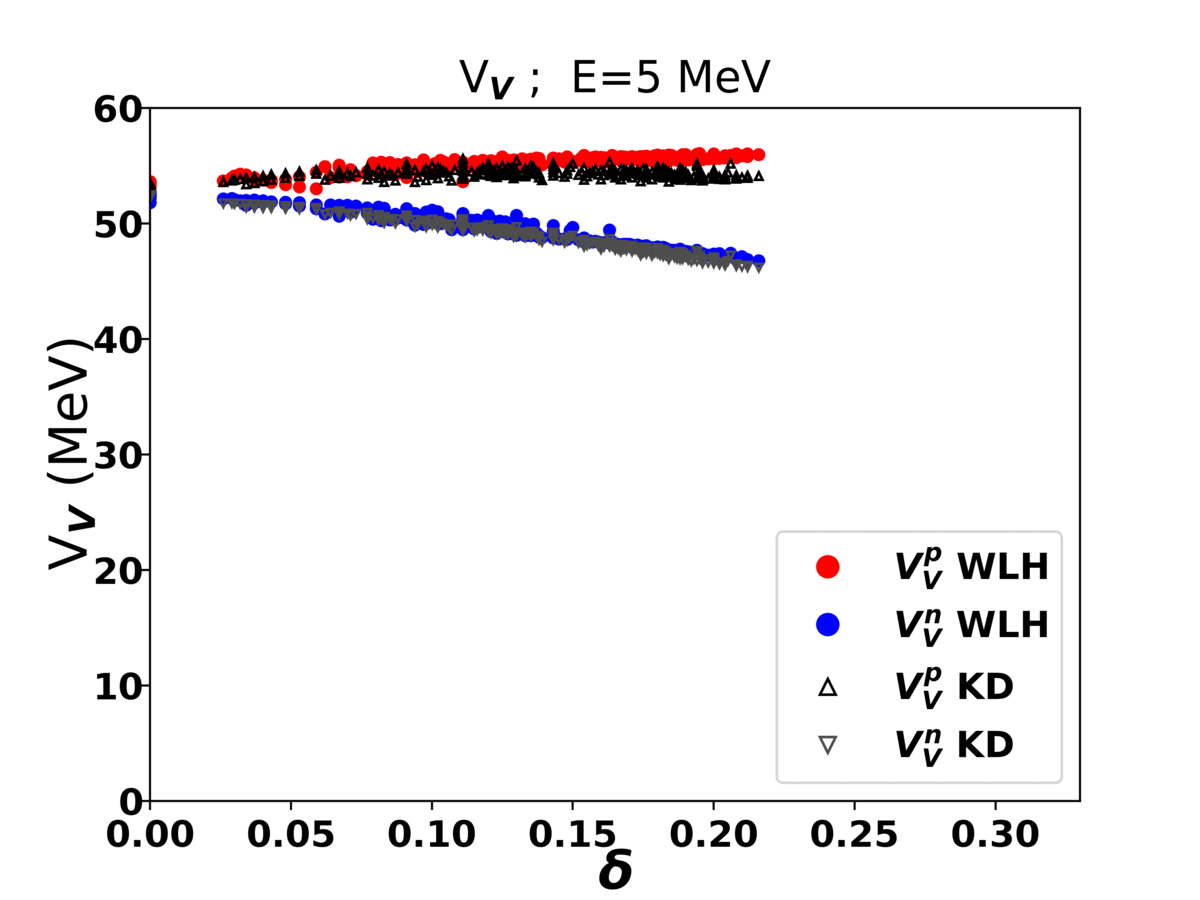 V_V ; E=5 MeV
V_V (MeV)
60
50
40
30
20
10
0
0.00 0.05 0.10 0.15 0.20 0.25 0.30
δ
V_V^p WLH
V_V^n WLH
V_V^p KD
V_V^n KD